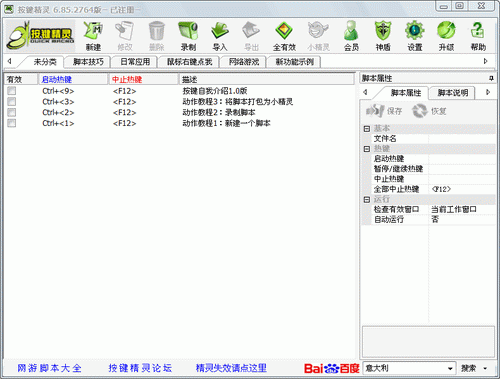 按键精灵 6.85.2764版--已注册--
按键精灵 QUICK MACRO
新建 修改 删除 录制 导入 导出 全有效 小精灵 会员 神盾 设置 升级 帮助
未分类 脚本技巧 日常应用 鼠标右键点我 网络游戏 新功能示例
有效 启动热键 中止热键 描述
Ctrl+<9> <F12> 按键自我介绍1.0版
Ctrl+<3> <F12> 动作教程3：将脚本打包为小精灵
Ctrl+<2> <F12> 动作教程2：录制脚本
Ctrl+<1> <F12> 动作教程1：新建一个脚本
脚本属性
脚本属性 脚本说明
保存 恢复
基本
文件名
热键
启动热键
暂停/继续热键
中止热键
全部中止热键 <F12>
运行
检查有效窗口 当前工作窗口
自动运行 否
网游脚本大全 按键精灵论坛 精灵失效请点这里 Bai百度 意大利 搜索